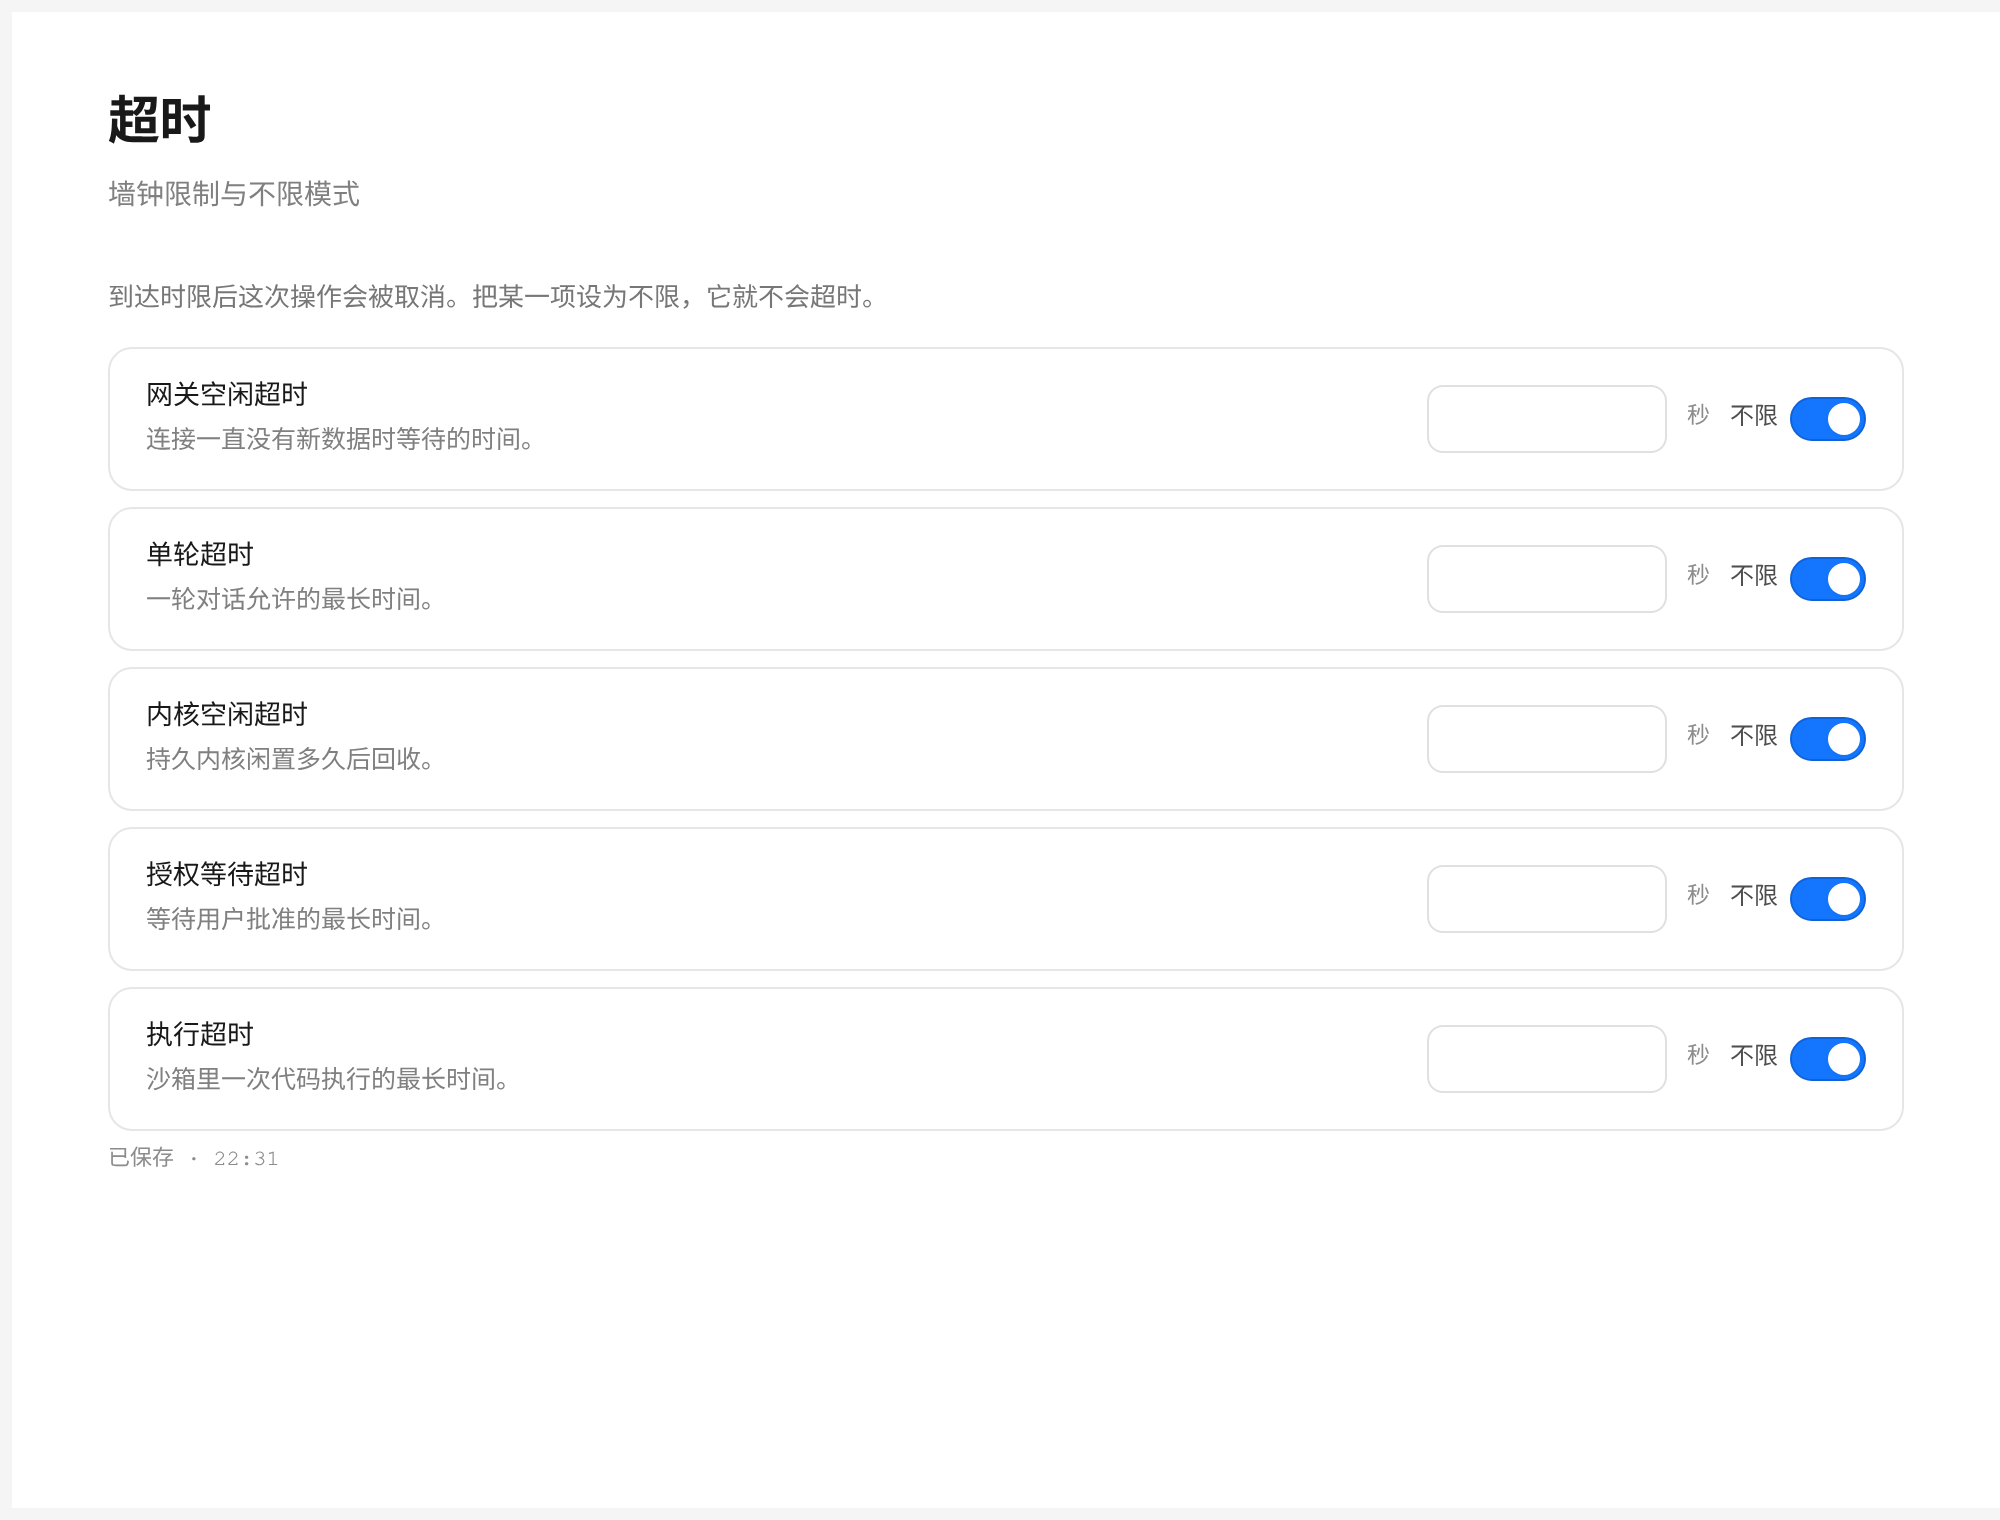 超时
墙钟限制与不限模式
到达时限后这次操作会被取消。把某一项设为不限，它就不会超时。
网关空闲超时
连接一直没有新数据时等待的时间。
秒 不限
单轮超时
一轮对话允许的最长时间。
秒 不限
内核空闲超时
持久内核闲置多久后回收。
秒 不限
授权等待超时
等待用户批准的最长时间。
秒 不限
执行超时
沙箱里一次代码执行的最长时间。
秒 不限
已保存 · 22:31